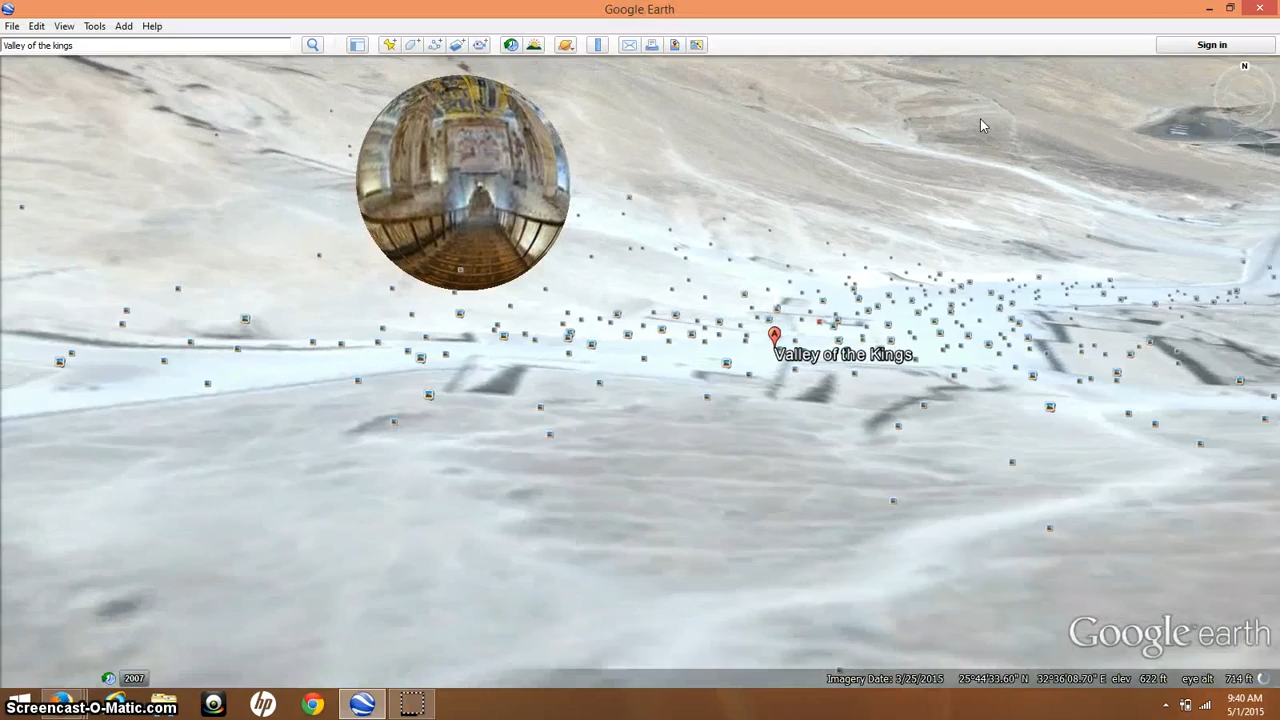 Google Earth
File Edit View Tools Add Help
Valley of the kings
Sign in
N
A
Valley of the Kings
Google earth
2007
Imagery Date: 3/25/2015 25°44'33.60" N 32°36'08.70" E elev 622 ft eye alt 714 ft
hp
Screencast-O-Matic.com
9:40 AM
5/1/2015